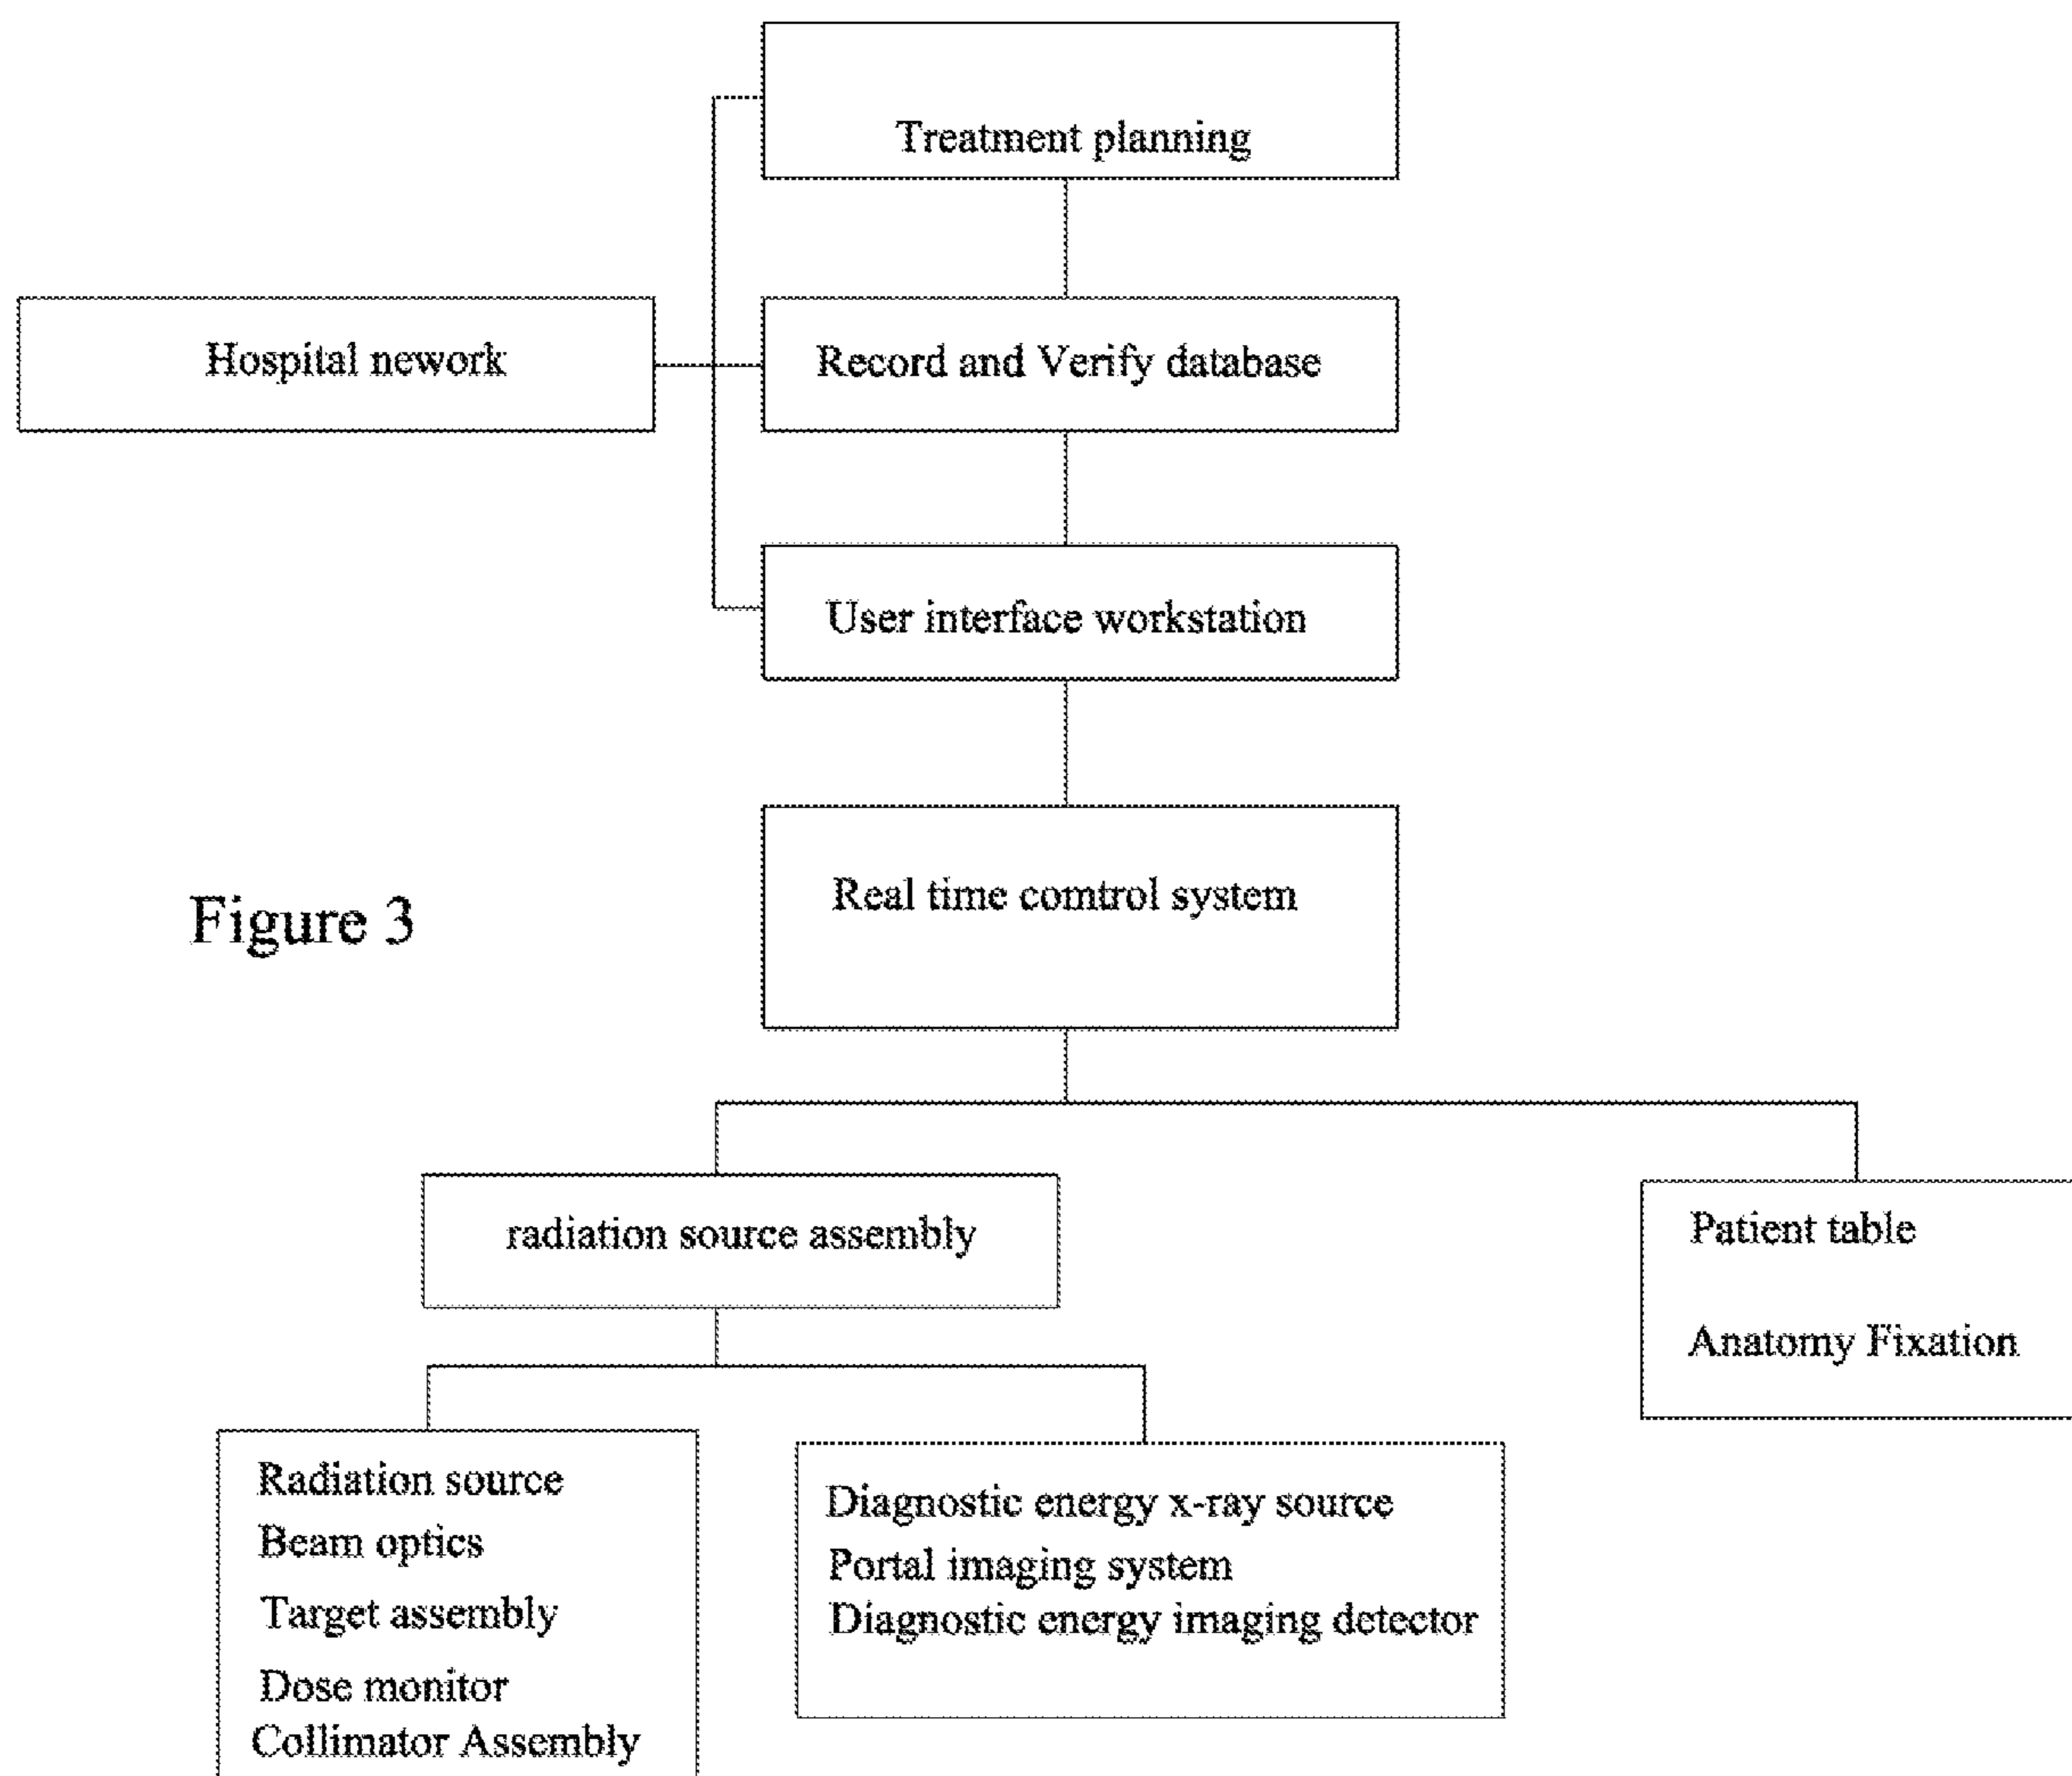 Treatment planning
Hospital nework
Record and Verify database
User interface workstation
Real time comtrol system
Figure 3
radiation source assembly
Patient table
Anatomy Fixation
Radiation source
Beam optics
Target assembly
Dose monitor
Collimator Assembly
Diagnostic energy x-ray source
Portal imaging system
Diagnostic energy imaging detector